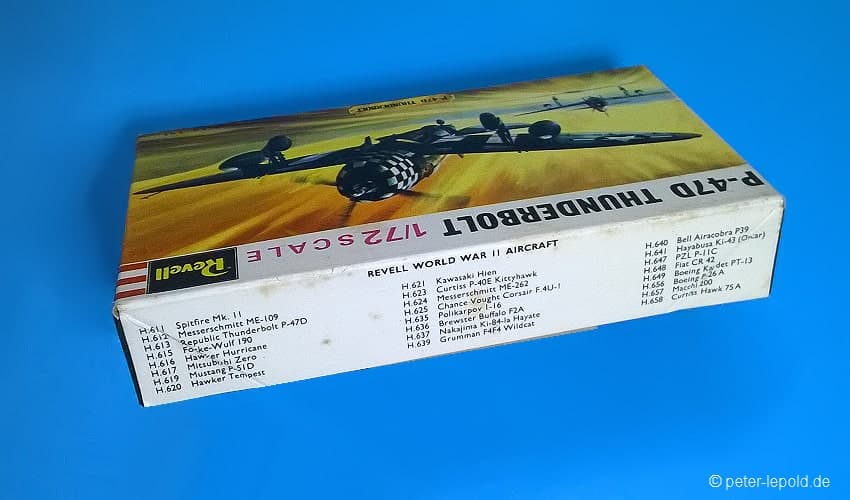 P-47D THUNDERBOLT
P-47D THUNDERBOLT
1/72 SCALE
Revell
REVELL WORLD WAR II AIRCRAFT
H.611 Spitfire Mk. II
H.612 Messerschmitt ME-109
H.613 Republic Thunderbolt P-47D
H.615 Focke-Wulf 190
H.616 Hawker Hurricane
H.617 Mitsubishi Zero
H.619 Mustang P-51D
H.620 Hawker Tempest
H.621 Kawasaki Hien
H.623 Curtiss P-40E Kittyhawk
H.624 Messerschmitt ME-262
H.625 Chance Vought Corsair F.4U-1
H.635 Polikarpov I-16
H.636 Brewster Buffalo F2A
H.637 Nakajima Ki-84-Ia Hayate
H.639 Grumman F4F4 Wildcat
H.640 Bell Airacobra P39
H.641 Hayabusa Ki-43 (Oscar)
H.647 PZL P-11C
H.648 Fiat CR 42
H.649 Boeing Kaydet PT-13
H.656 Boeing P-26 A
H.657 Macchi 200
H.658 Curtiss Hawk 75 A
© peter-lepold.de